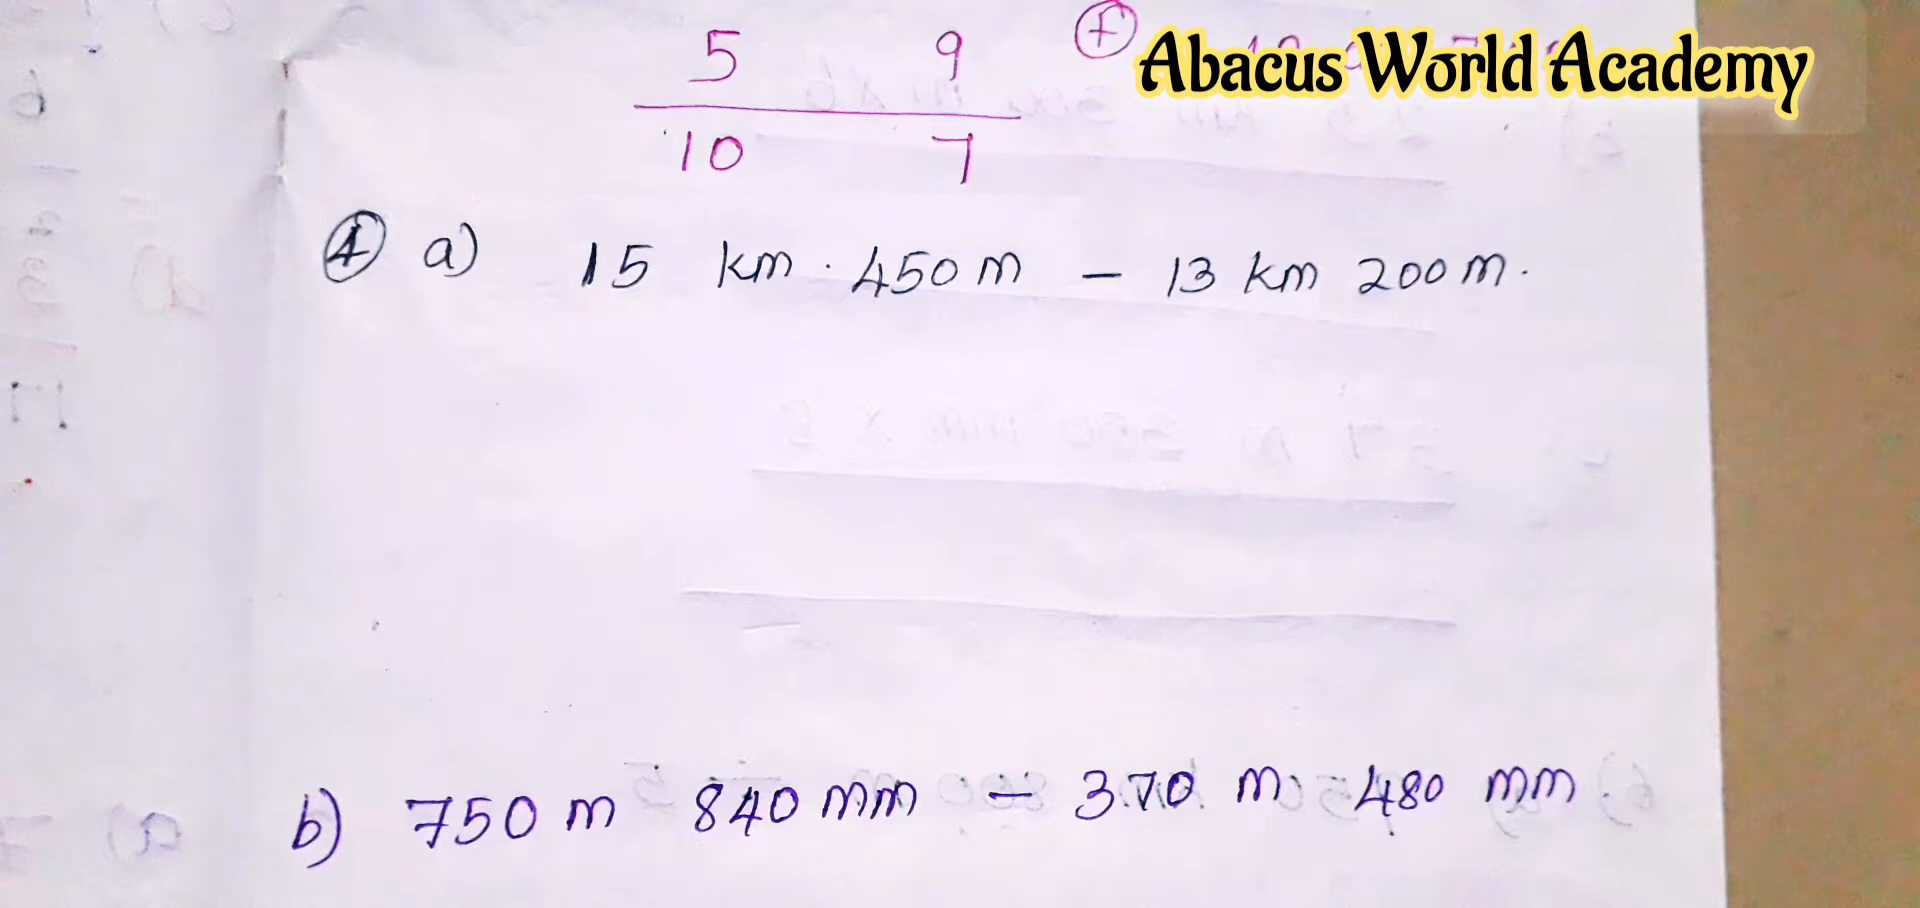 5 9 (f)
Abacus World Academy
10 7
(4) a) 15 km . 450 m – 13 km 200 m.
b) 750 m 840 mm – 370 m 480 mm